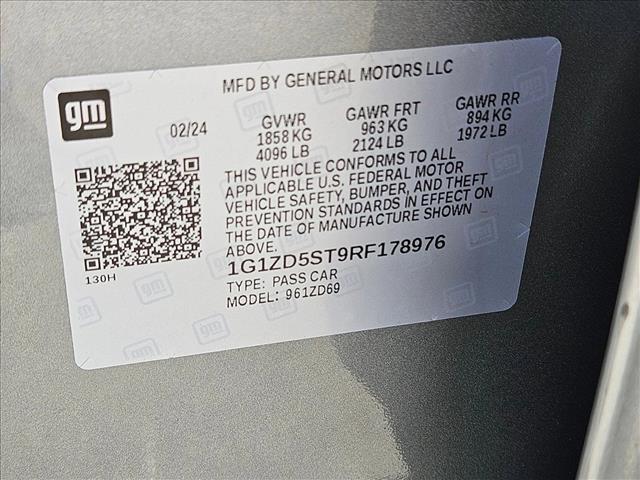 MFD BY GENERAL MOTORS LLC
gm
02/24
GVWR
1858 KG
4096 LB
GAWR FRT
963 KG
2124 LB
GAWR RR
894 KG
1972 LB
THIS VEHICLE CONFORMS TO ALL
APPLICABLE U.S. FEDERAL MOTOR
VEHICLE SAFETY, BUMPER, AND THEFT
PREVENTION STANDARDS IN EFFECT ON
THE DATE OF MANUFACTURE SHOWN
ABOVE.
130H
1G1ZD5ST9RF178976
TYPE: PASS CAR
MODEL: 961ZD69